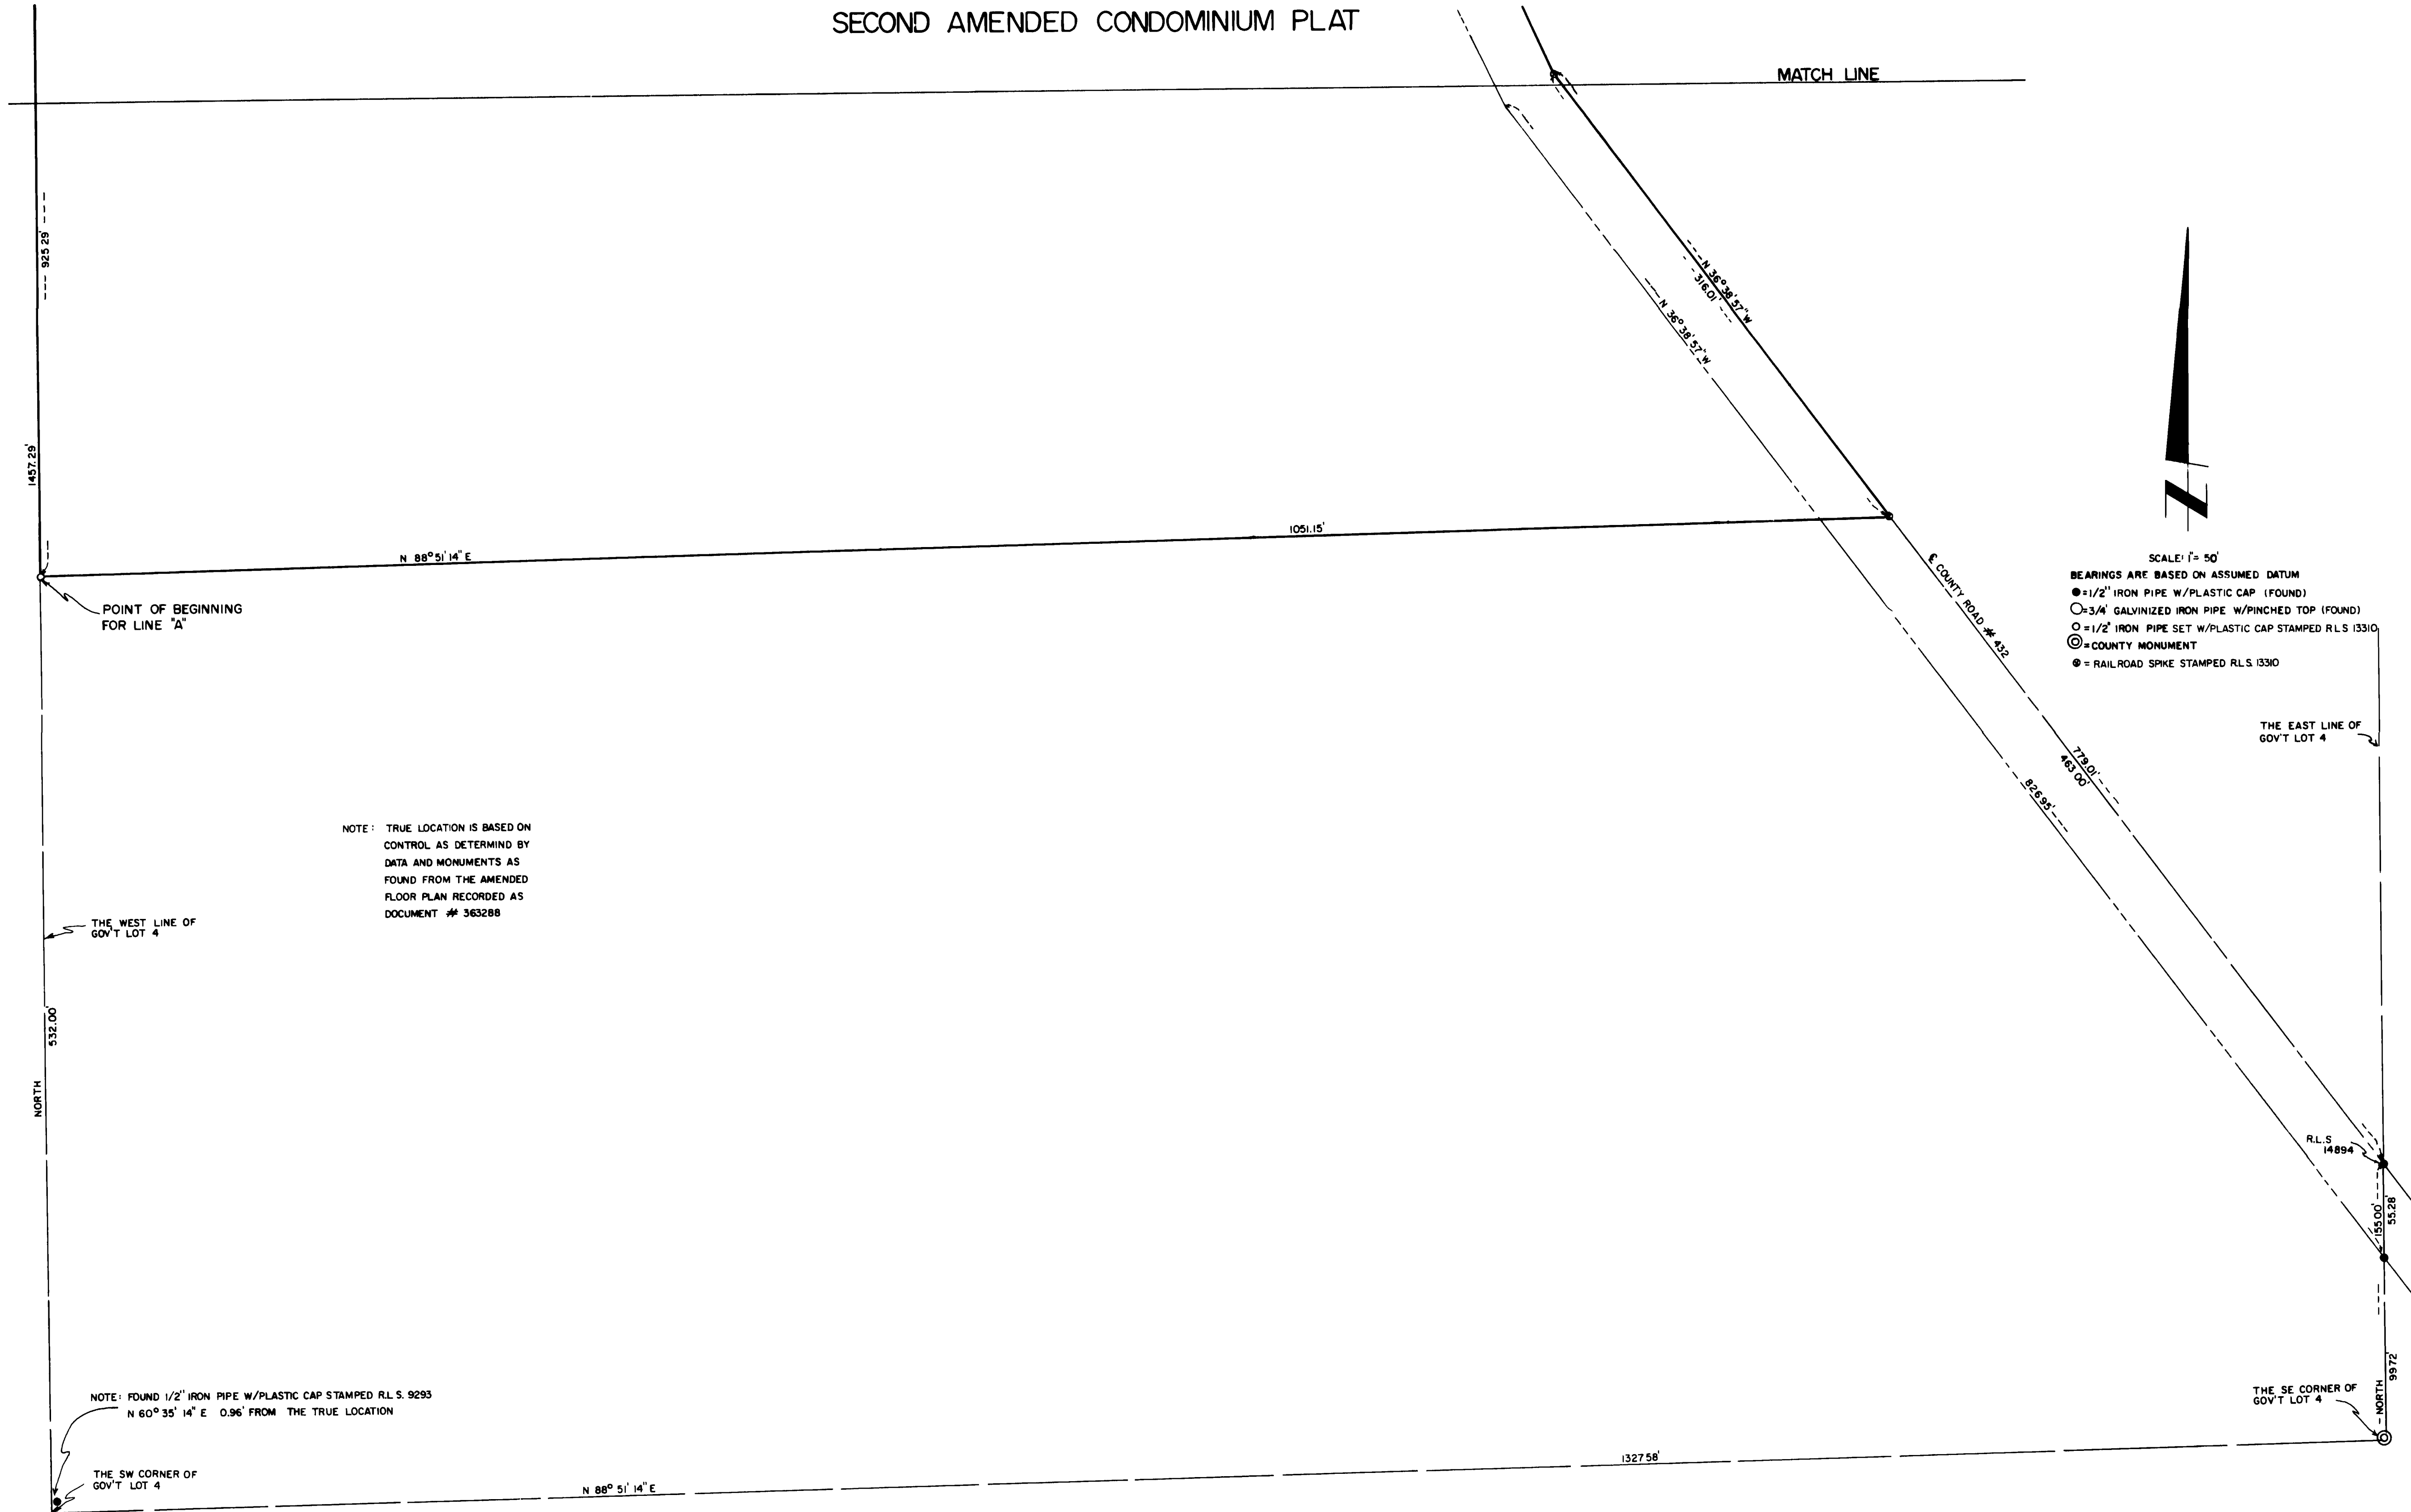 SECOND AMENDED CONDOMINIUM PLAT
MATCH LINE
925.29'
1457.29'
N 36° 38' 57" W
316.01'
N 36° 38' 57" W
1051.15'
N 88° 51' 14" E
POINT OF BEGINNING
FOR LINE "A"
N
SCALE: 1" = 50'
BEARINGS ARE BASED ON ASSUMED DATUM
● = 1/2" IRON PIPE W/PLASTIC CAP (FOUND)
○ = 3/4' GALVINIZED IRON PIPE W/PINCHED TOP (FOUND)
○ = 1/2" IRON PIPE SET W/PLASTIC CAP STAMPED R L S 13310
◎ = COUNTY MONUMENT
⊗ = RAILROAD SPIKE STAMPED R.L.S. 13310
℄ COUNTY ROAD # 432
THE EAST LINE OF
GOV'T LOT 4
779.01'
463.00'
826.95'
NOTE: TRUE LOCATION IS BASED ON
CONTROL AS DETERMIND BY
DATA AND MONUMENTS AS
FOUND FROM THE AMENDED
FLOOR PLAN RECORDED AS
DOCUMENT # 363288
THE WEST LINE OF
GOV'T LOT 4
532.00'
NORTH
R.L.S
14894
155.00'
55.28'
99.72'
NORTH
THE SE CORNER OF
GOV'T LOT 4
NOTE: FOUND 1/2" IRON PIPE W/PLASTIC CAP STAMPED R.L S. 9293
N 60° 35' 14" E 0.96' FROM THE TRUE LOCATION
THE SW CORNER OF
GOV'T LOT 4
N 88° 51' 14" E
1327.58'